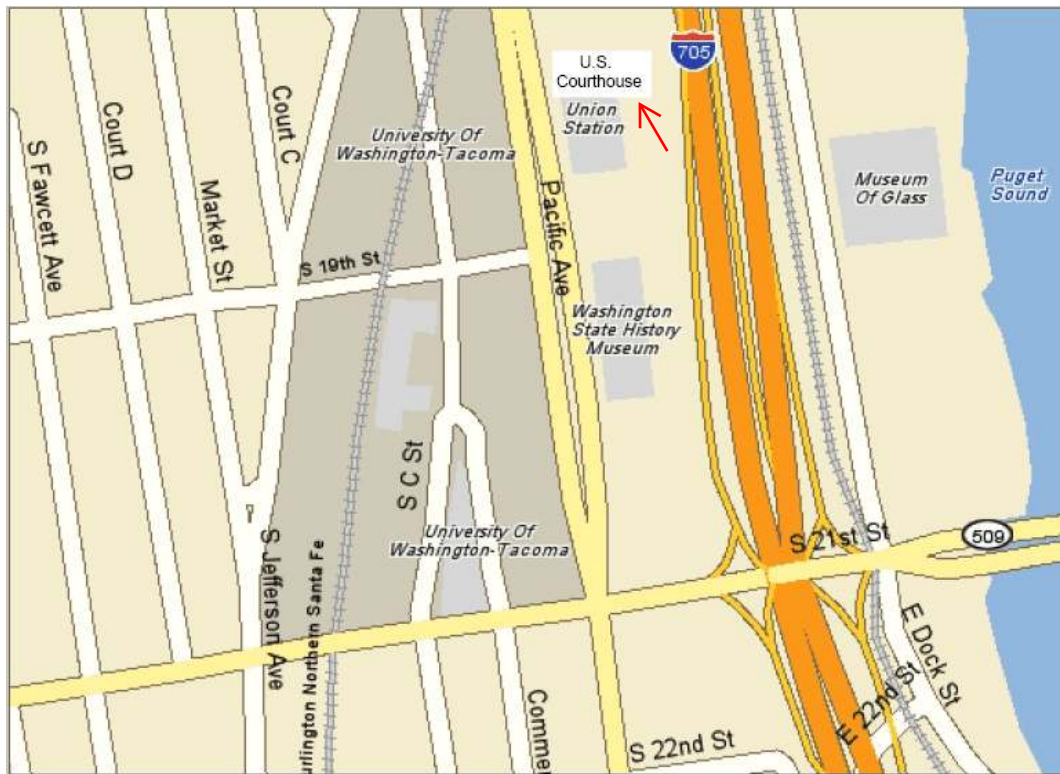 U.S.
Courthouse
705
Union
Station
University Of
Washington-Tacoma
Court C
Court D
S Fawcett Ave
Market St
Pacific Ave
Museum
Of Glass
Puget
Sound
S 19th St
Washington
State History
Museum
S C St
University Of
Washington-Tacoma
S 21st St
509
S Jefferson Ave
urlington Northern Santa Fe
E Dock St
E 22nd St
S 22nd St
Commer